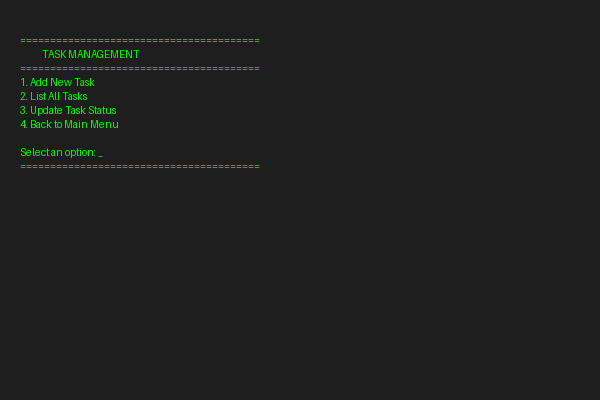 ========================================
TASK MANAGEMENT
========================================
1. Add New Task
2. List All Tasks
3. Update Task Status
4. Back to Main Menu
Select an option: _
========================================